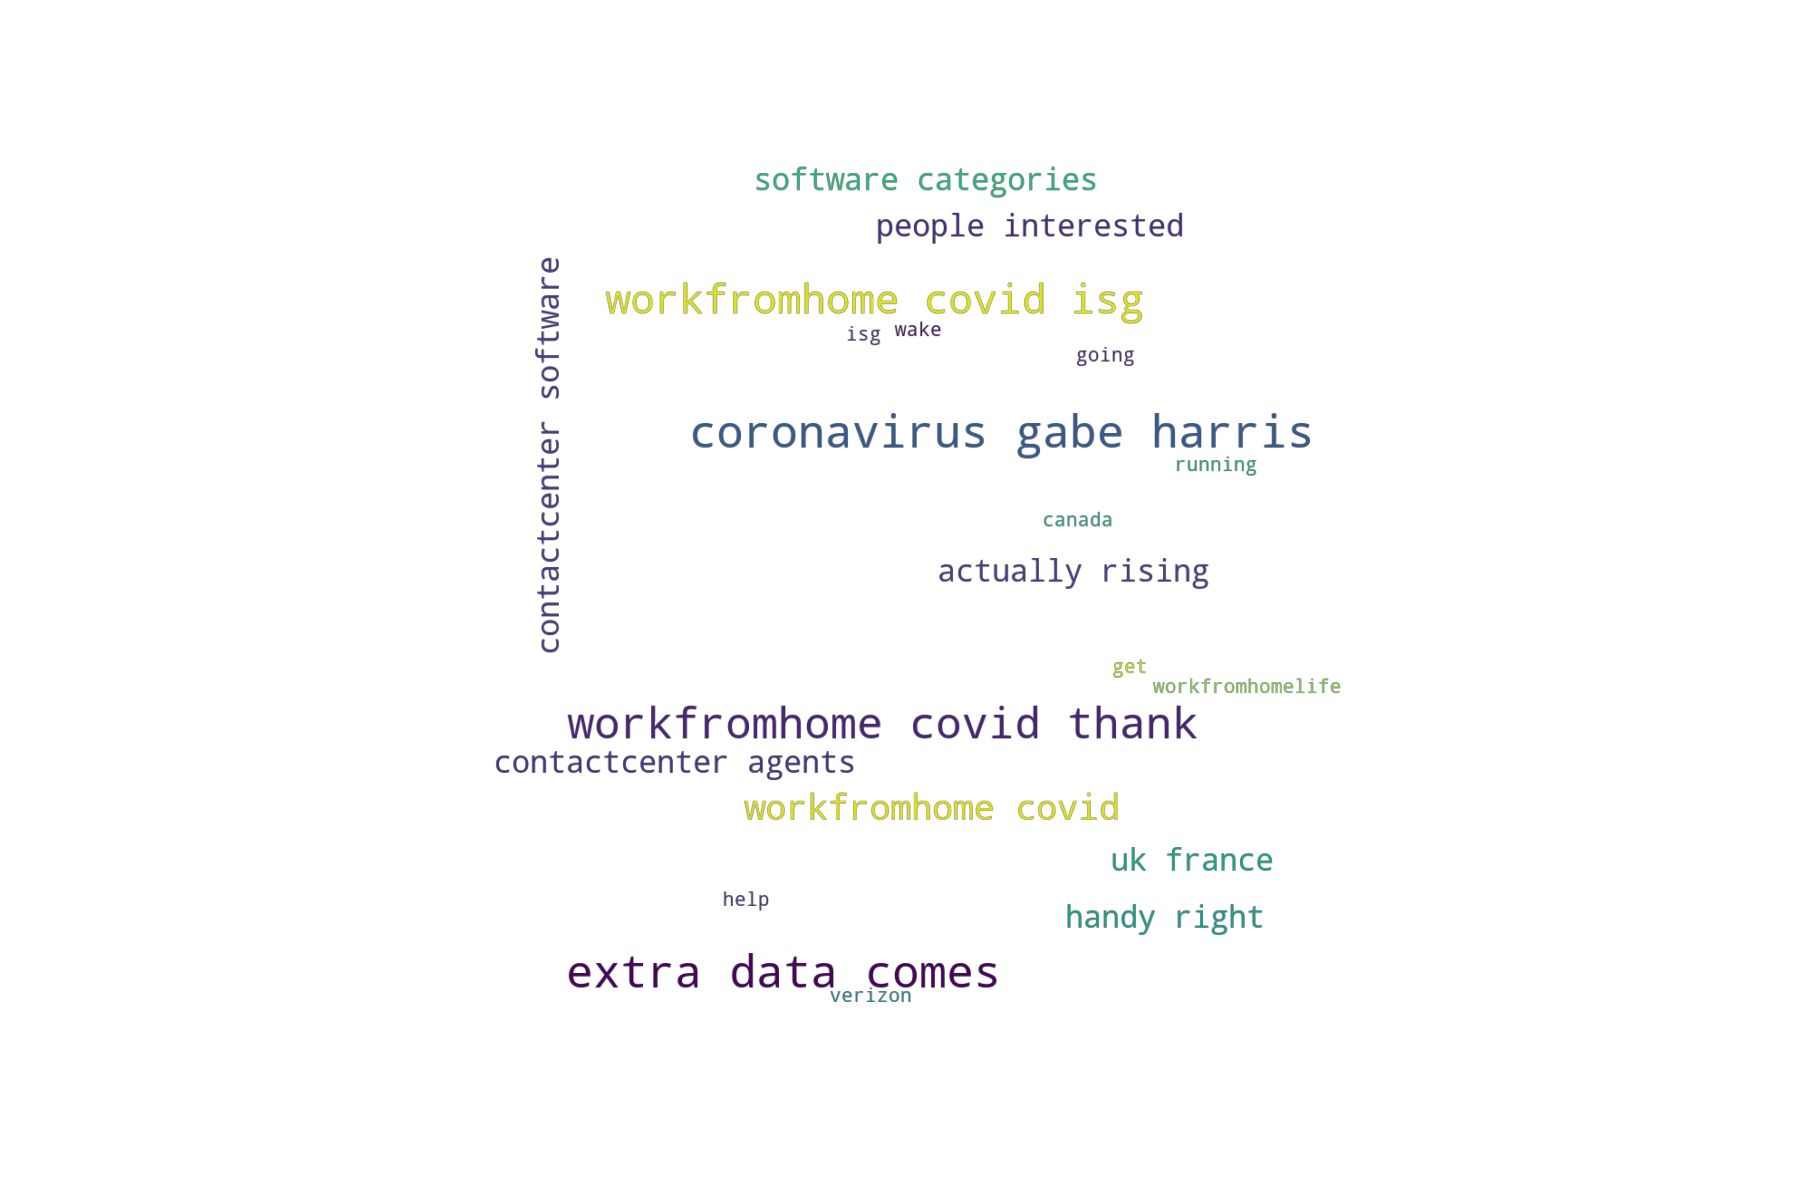 software categories
people interested
contactcenter software
workfromhome covid isg
isg
wake
going
coronavirus gabe harris
running
canada
actually rising
get
workfromhomelife
workfromhome covid thank
contactcenter agents
workfromhome covid
uk france
help
handy right
extra data comes
verizon